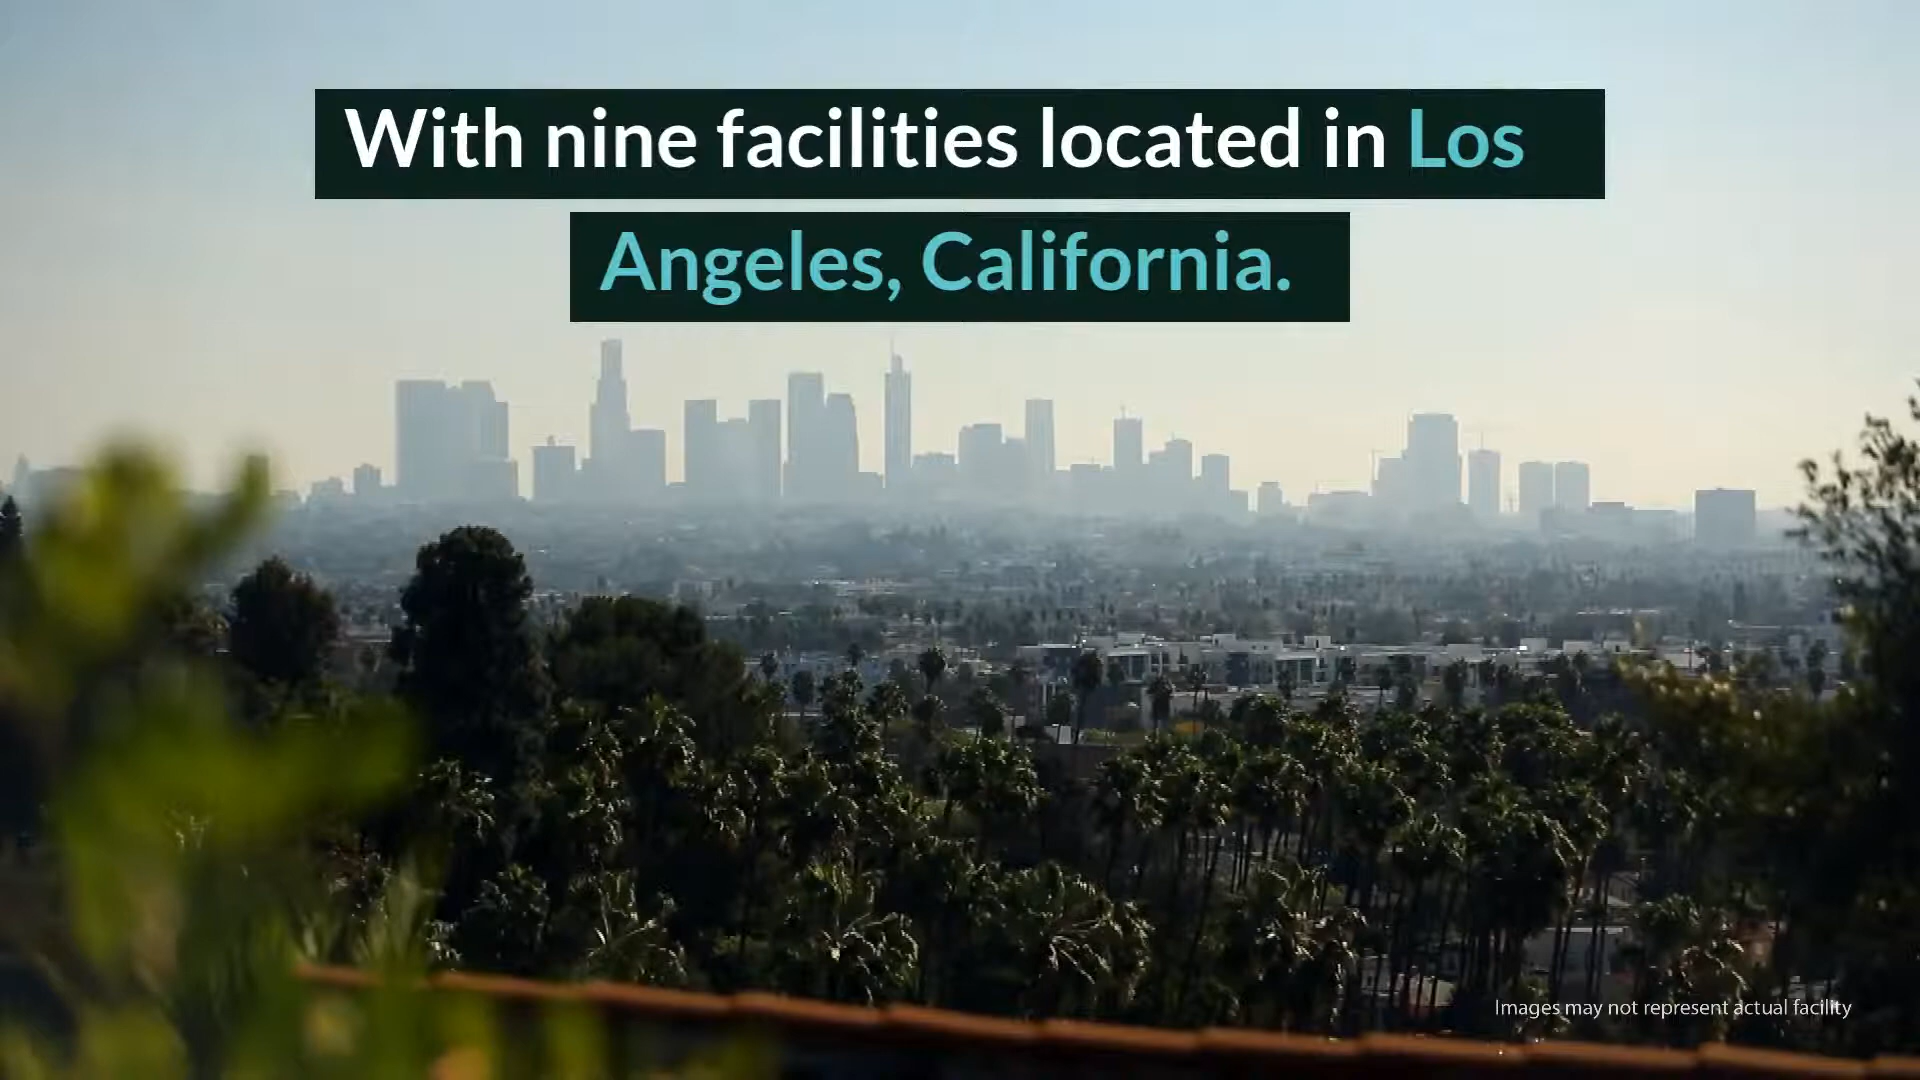 With nine facilities located in Los
Angeles, California.
Images may not represent actual facility